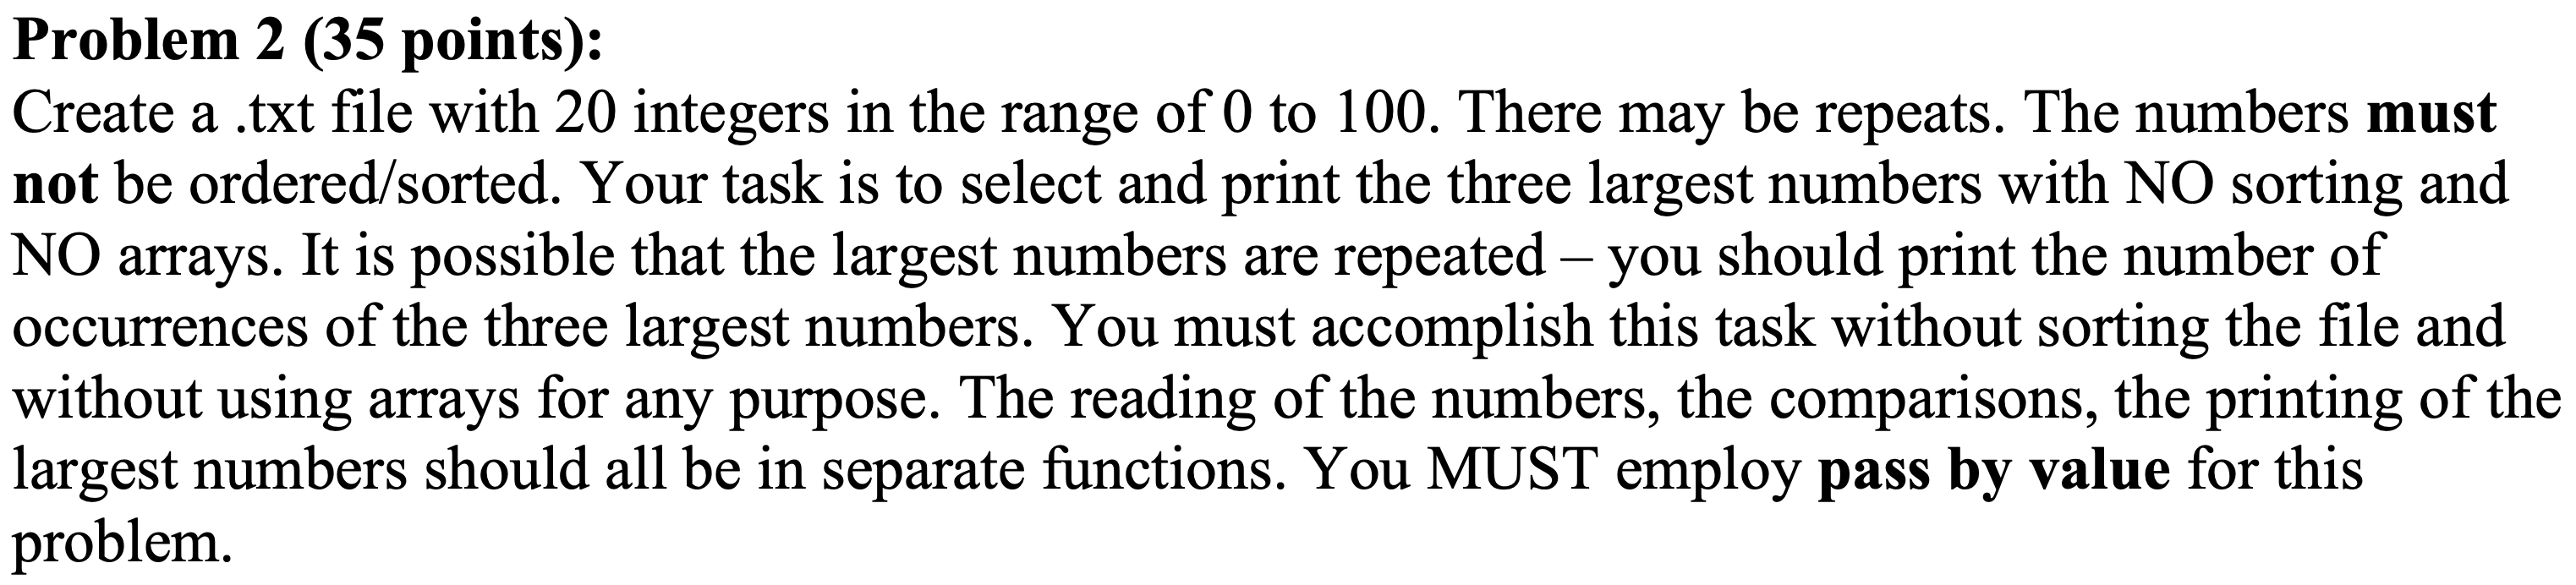 Problem 2 (35 points):
Create a .txt file with 20 integers in the range of 0 to 100. There may be repeats. The numbers must
not be ordered/sorted. Your task is to select and print the three largest numbers with NO sorting and
NO arrays. It is possible that the largest numbers are repeated – you should print the number of
occurrences of the three largest numbers. You must accomplish this task without sorting the file and
without using arrays for any purpose. The reading of the numbers, the comparisons, the printing of the
largest numbers should all be in separate functions. You MUST employ pass by value for this
problem.